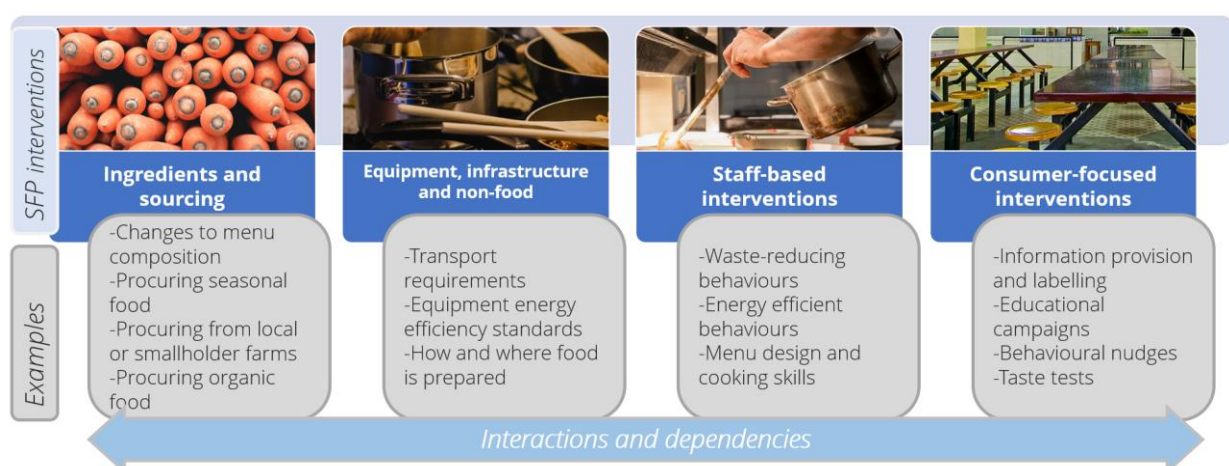 SFP interventions
Ingredients and
sourcing
Equipment, infrastructure
and non-food
Staff-based
interventions
Consumer-focused
interventions
Examples
-Changes to menu
composition
-Procuring seasonal
food
-Procuring from local
or smallholder farms
-Procuring organic
food
-Transport
requirements
-Equipment energy
efficiency standards
-How and where food
is prepared
-Waste-reducing
behaviours
-Energy efficient
behaviours
-Menu design and
cooking skills
-Information provision
and labelling
-Educational
campaigns
-Behavioural nudges
-Taste tests
Interactions and dependencies